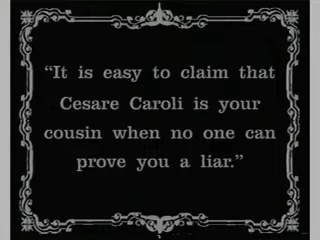 “It is easy to claim that
Cesare Caroli is your
cousin when no one can
prove you a liar.”